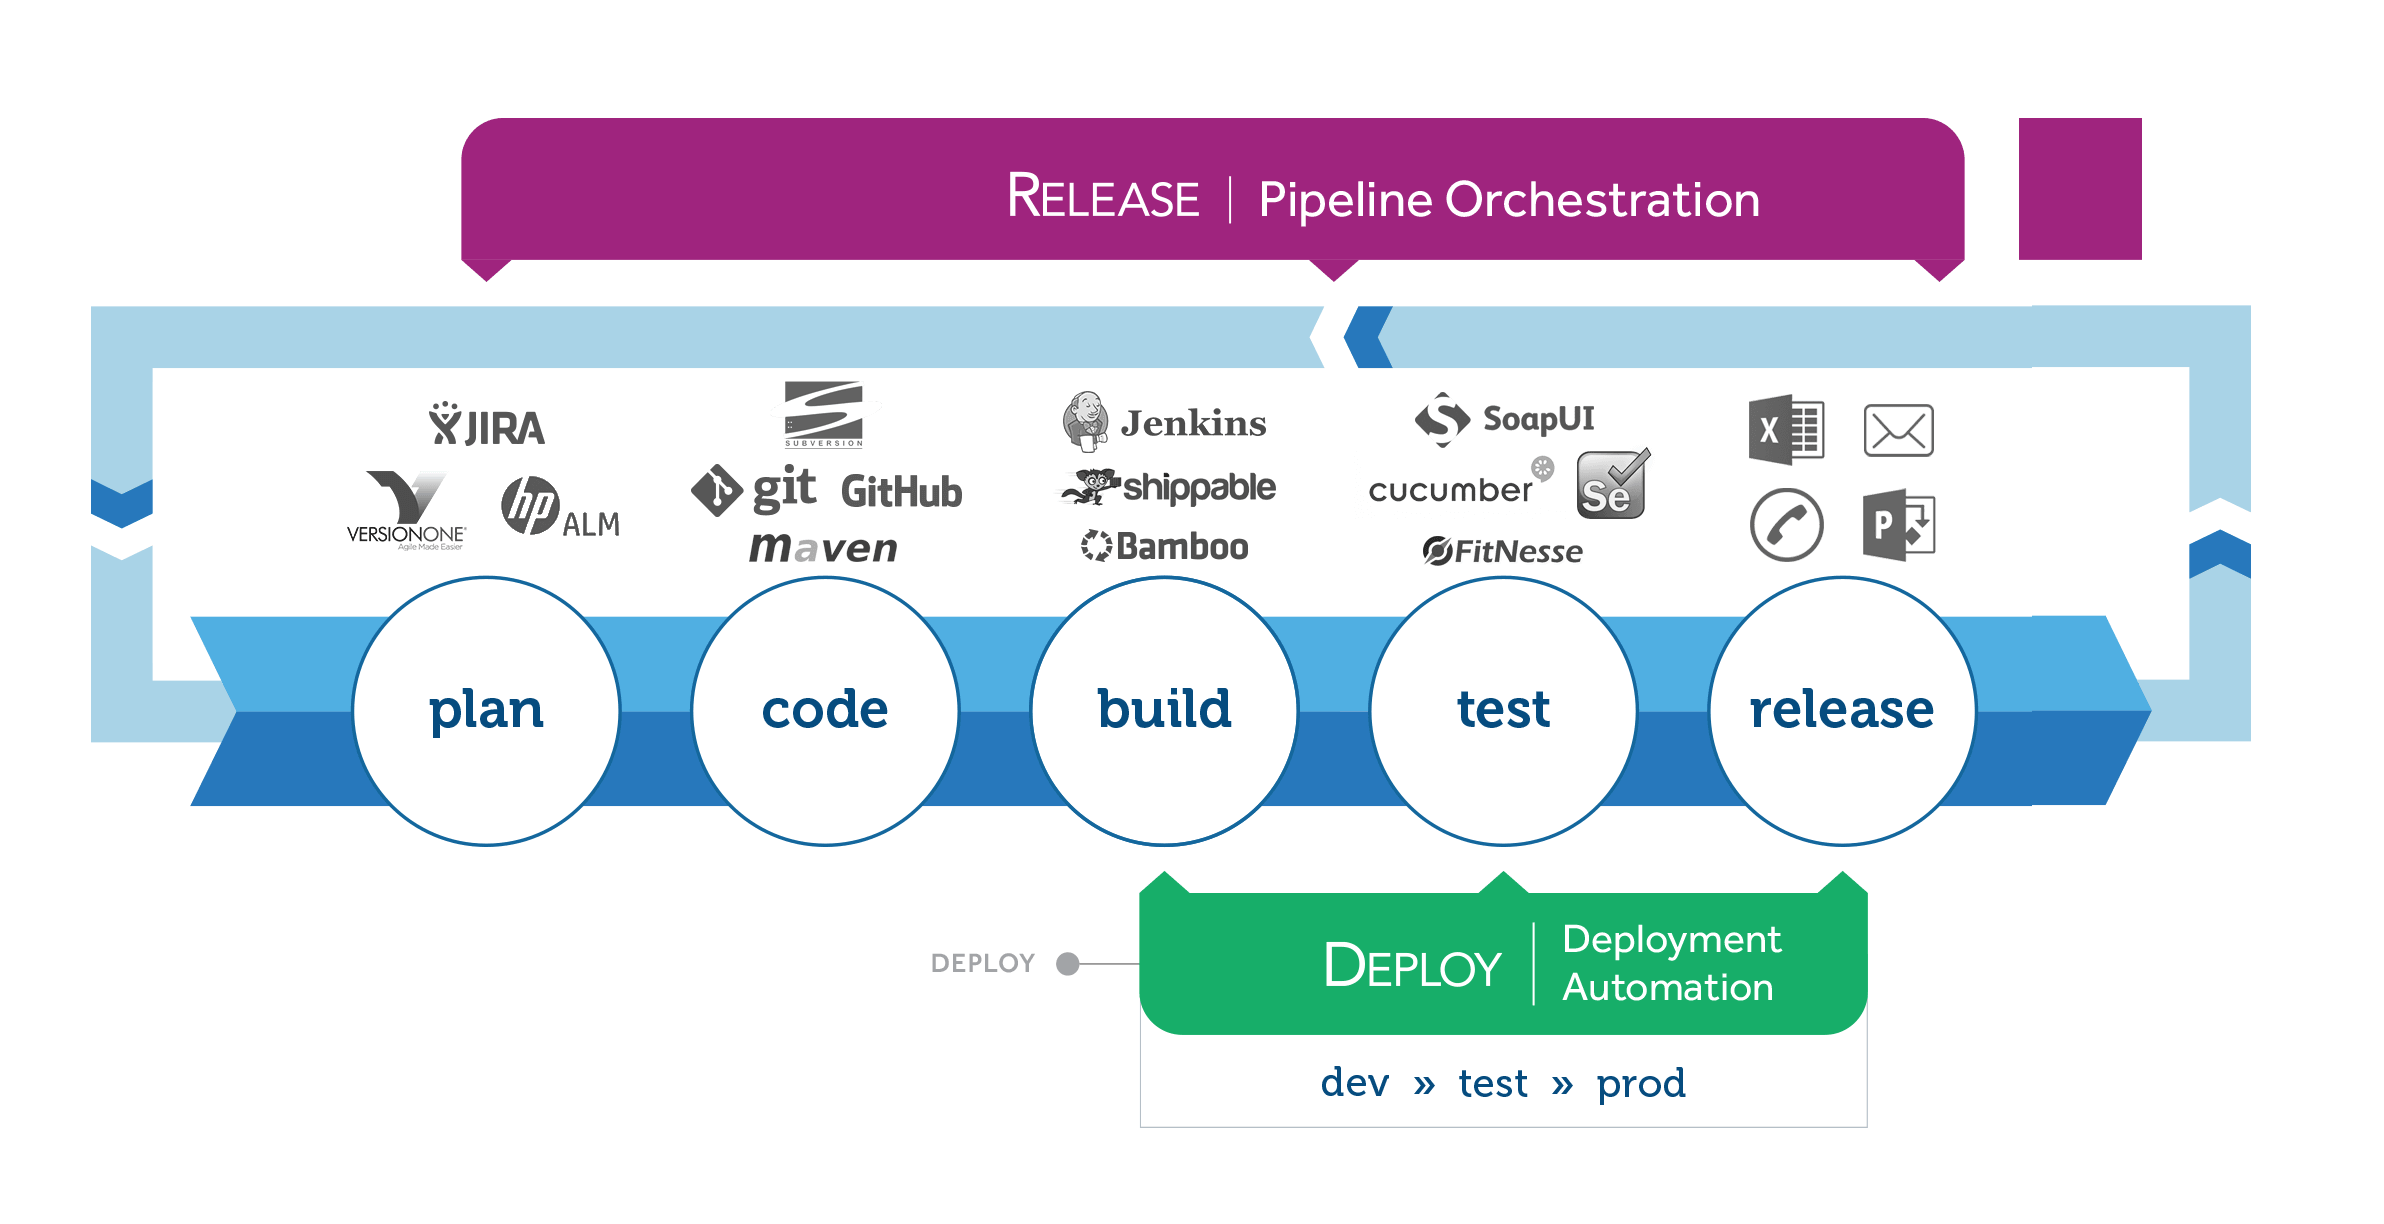 RELEASE | Pipeline Orchestration
JIRA
VERSIONONE®
Agile Made Easier
hp ALM
SUBVERSION
git GitHub
maven
Jenkins
shippable
Bamboo
SoapUI
cucumber
Se
FitNesse
X
P
plan
code
build
test
release
DEPLOY
DEPLOY | Deployment
Automation
dev » test » prod